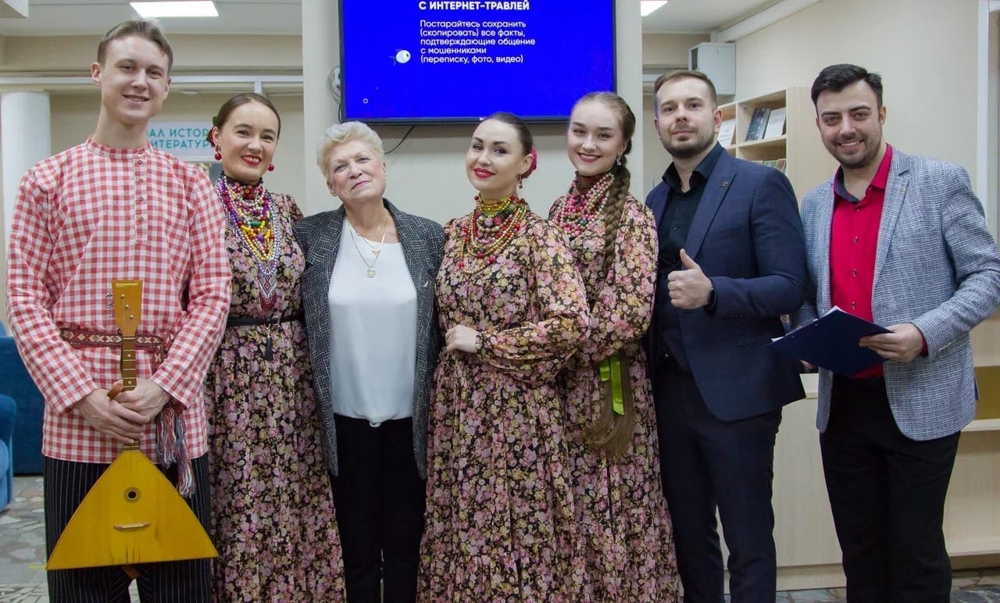 С ИНТЕРНЕТ-ТРАВЛЕЙ
Постарайтесь сохранить
(скопировать) все факты,
подтверждающие общение
с мошенниками
(переписку, фото, видео)